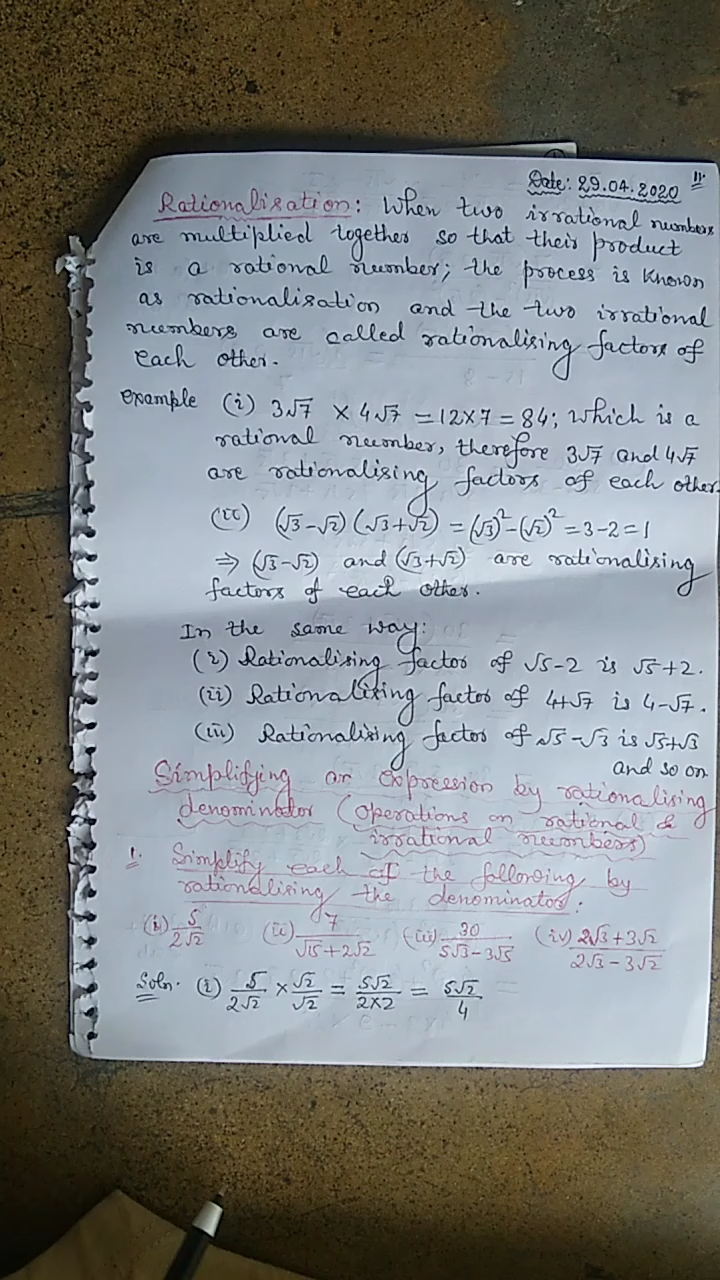 Date: 29.04.2020 11
Rationalisation: When two irrational numbers
are multiplied together so that their product
is a rational number; the process is known
as rationalisation and the two irrational
numbers are called rationalising factors of
each other.
example (i) 3√7 × 4√7 = 12×7 = 84; which is a
rational number, therefore 3√7 and 4√7
are rationalising factors of each other.
(ii) (√3-√2) (√3+√2) = (√3)²-(√2)² = 3-2 = 1
⇒ (√3-√2) and (√3+√2) are rationalising
factors of each other.
In the same way:
(i) Rationalising factor of √5-2 is √5+2.
(ii) Rationalising factor of 4+√7 is 4-√7.
(iii) Rationalising factor of √5-√3 is √5+√3
and so on
Simplifying an expression by rationalising
denominator (operations on rational &
irrational numbers)
1. Simplify each of the following by
rationalising the denominator:
(i) 5/2√2 (ii) 7/√15+2√2 (iii) 30/5√3-3√5 (iv) 2√3+3√2/2√3-3√2
Soln. (i) 5/2√2 × √2/√2 = 5√2/2×2 = 5√2/4